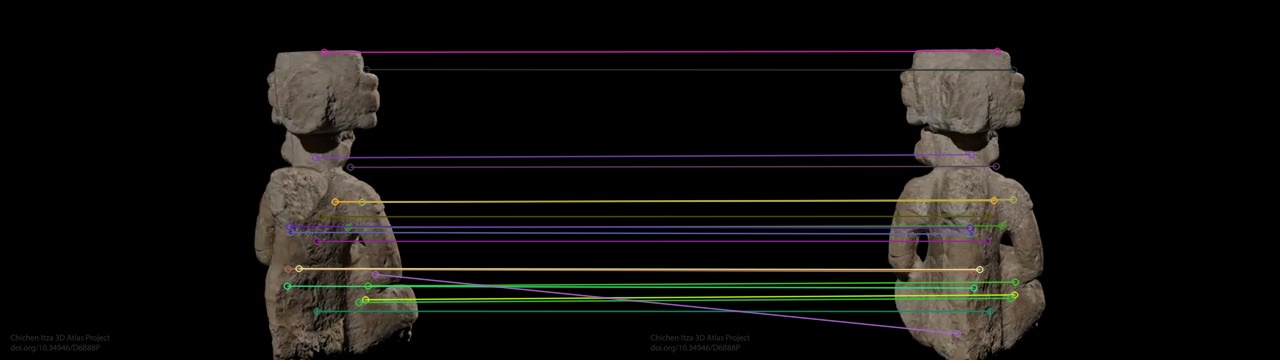 Chichen Itza 3D Atlas Project
doi.org/10.34946/D6B88P
Chichen Itza 3D Atlas Project
doi.org/10.34946/D6B88P